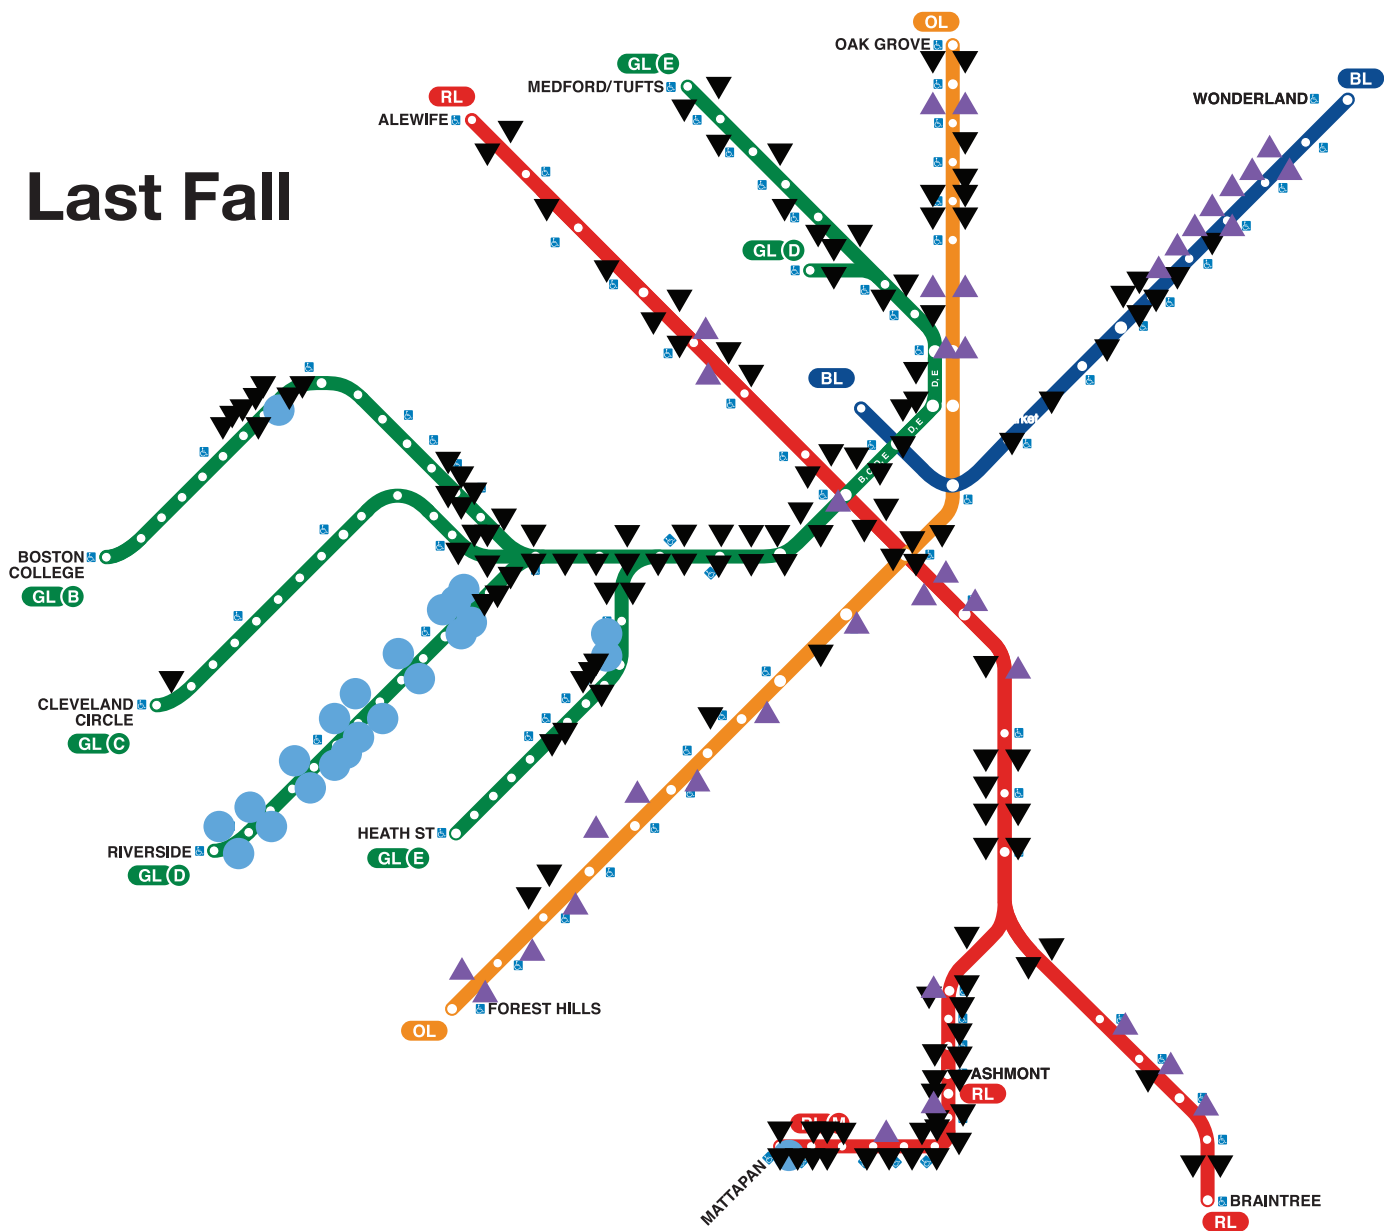 OL
OAK GROVE
GL E
MEDFORD/TUFTS
BL
WONDERLAND
RL
ALEWIFE
Last Fall
GL D
D, E
BL
D, E
BOSTON
COLLEGE
GL B
CLEVELAND
CIRCLE
GL C
RIVERSIDE
GL D
HEATH ST
GL E
FOREST HILLS
OL
ASHMONT
RL
MATTAPAN
BRAINTREE
RL